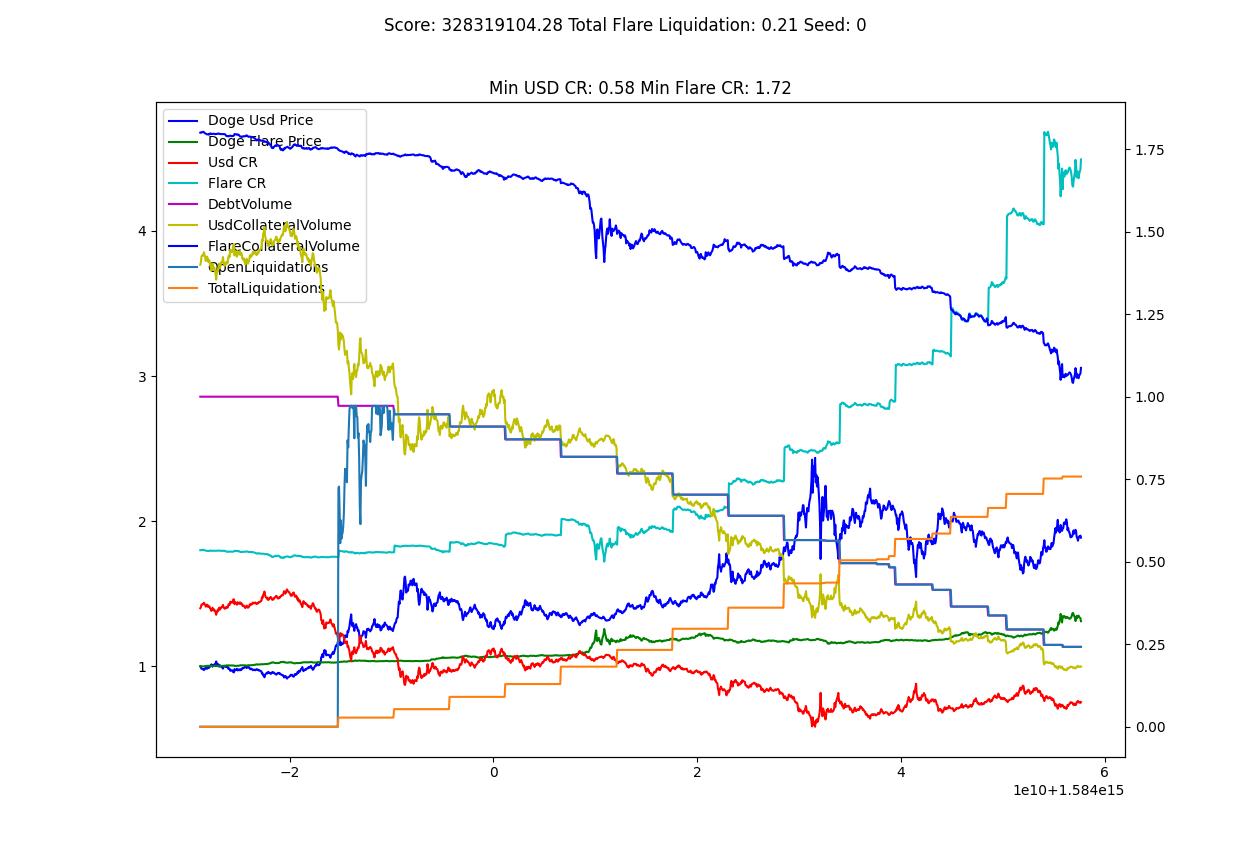 Score: 328319104.28 Total Flare Liquidation: 0.21 Seed: 0
Min USD CR: 0.58 Min Flare CR: 1.72
Doge Usd Price
Doge Flare Price
Usd CR
Flare CR
DebtVolume
UsdCollateralVolume
FlareCollateralVolume
OpenLiquidations
TotalLiquidations
4
3
2
1
1.75
1.50
1.25
1.00
0.75
0.50
0.25
0.00
−2
0
2
4
6
1e10+1.584e15